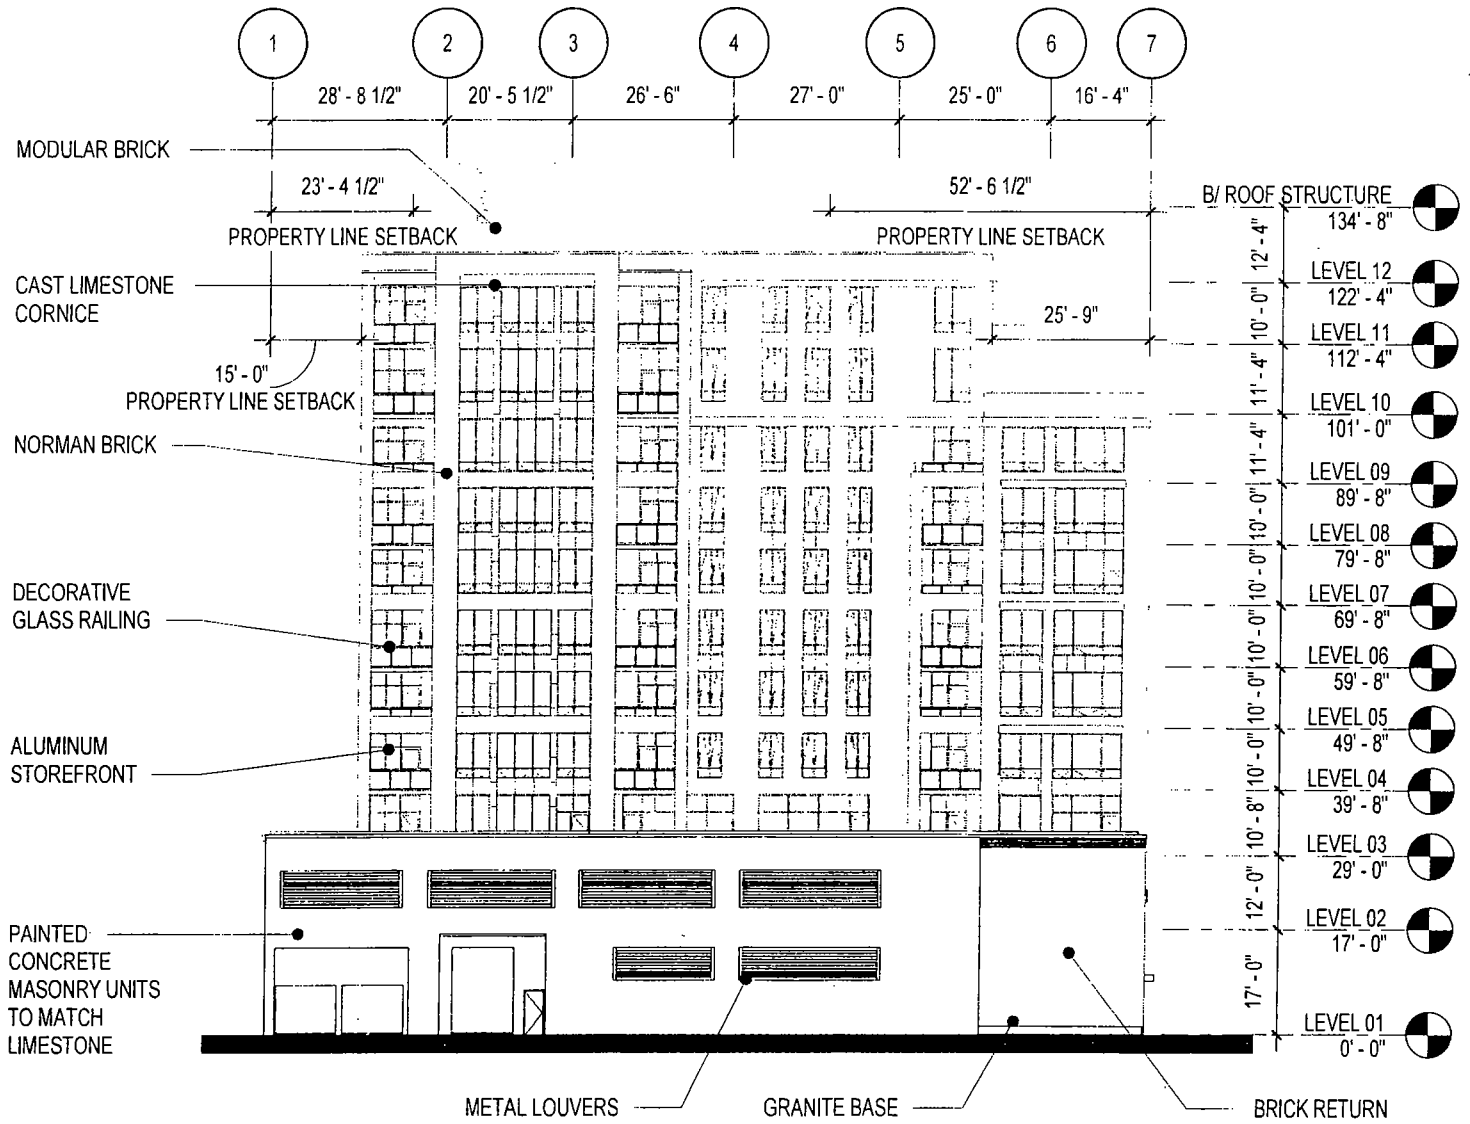 1 2 3 4 5 6 7
28' - 8 1/2" 20' - 5 1/2" 26' - 6" 27' - 0" 25' - 0" 16' - 4"
MODULAR BRICK
23' - 4 1/2" 52' - 6 1/2"
PROPERTY LINE SETBACK PROPERTY LINE SETBACK
B/ ROOF STRUCTURE
134' - 8"
12' - 4"
CAST LIMESTONE
CORNICE
LEVEL 12
122' - 4"
10' - 0"
25' - 9"
LEVEL 11
112' - 4"
15' - 0"
PROPERTY LINE SETBACK
11' - 4"
LEVEL 10
101' - 0"
NORMAN BRICK
11' - 4"
LEVEL 09
89' - 8"
10' - 0"
LEVEL 08
79' - 8"
10' - 0"
DECORATIVE
GLASS RAILING
LEVEL 07
69' - 8"
10' - 0"
LEVEL 06
59' - 8"
10' - 0"
LEVEL 05
49' - 8"
ALUMINUM
STOREFRONT
10' - 0"
LEVEL 04
39' - 8"
10' - 8"
LEVEL 03
29' - 0"
12' - 0"
LEVEL 02
17' - 0"
PAINTED
CONCRETE
MASONRY UNITS
TO MATCH
LIMESTONE
17' - 0"
LEVEL 01
0' - 0"
METAL LOUVERS GRANITE BASE BRICK RETURN